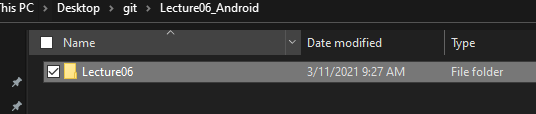 This PC > Desktop > git > Lecture06_Android
Name Date modified Type
Lecture06 3/11/2021 9:27 AM File folder